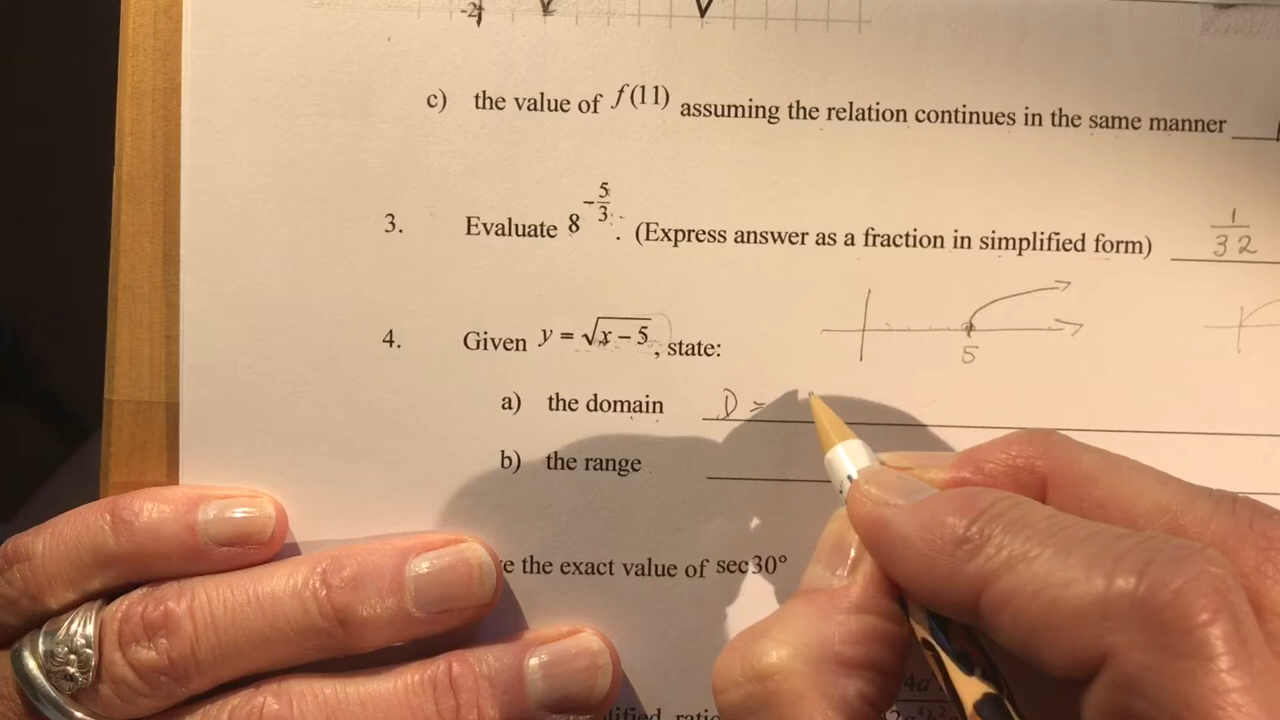 -2
c) the value of f(11) assuming the relation continues in the same manner
3. Evaluate 8^{-5/3}. (Express answer as a fraction in simplified form) 1/32
4. Given y = √(x − 5), state:
5
a) the domain D =
b) the range
e the exact value of sec30°
4a